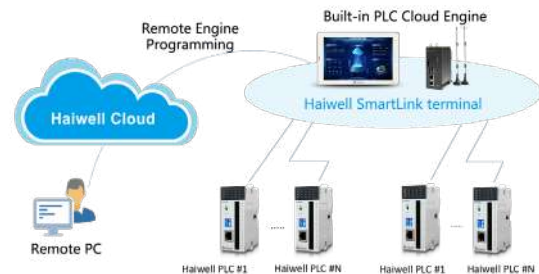 Remote Engine
Programming
Built-in PLC Cloud Engine
Haiwell Cloud
Haiwell SmartLink terminal
Remote PC
Haiwell PLC #1
Haiwell PLC #N
Haiwell PLC #1
Haiwell PLC #N